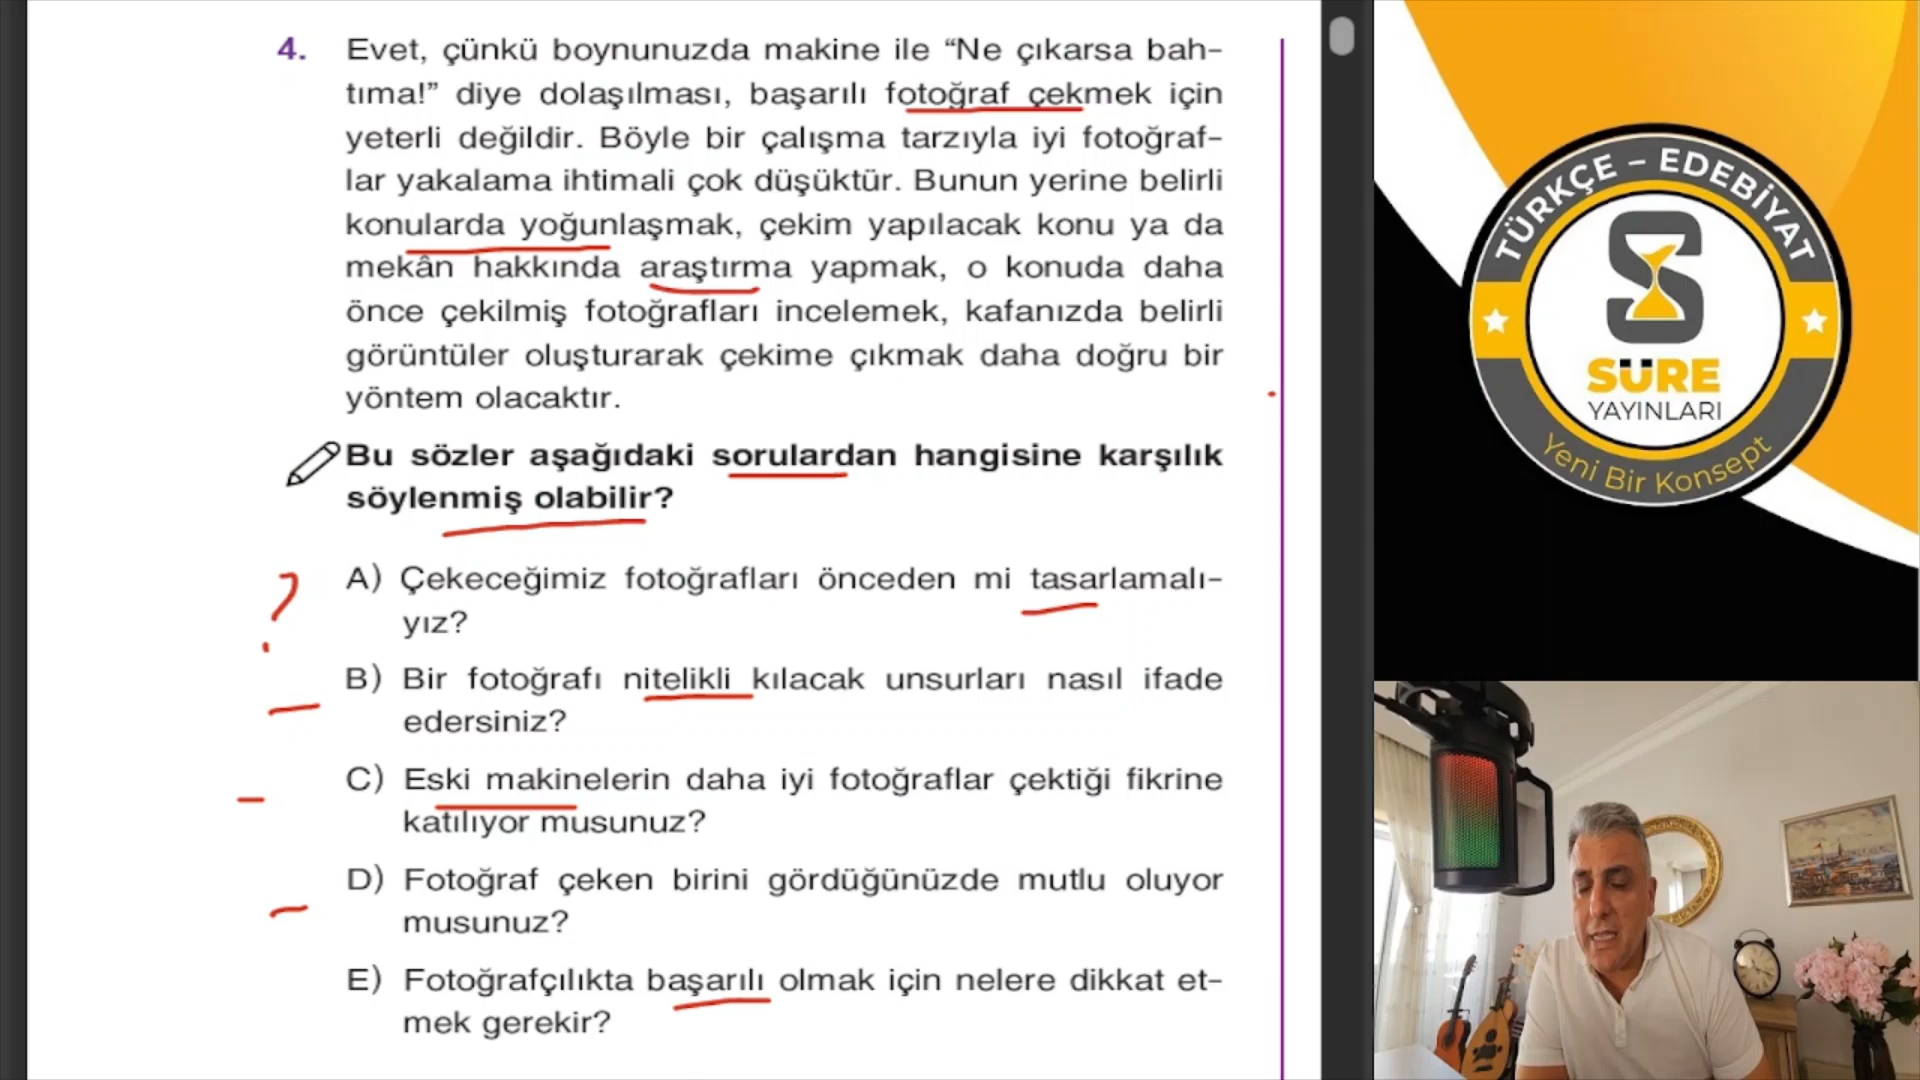 4. Evet, çünkü boynunuzda makine ile “Ne çıkarsa bah-
tıma!” diye dolaşılması, başarılı fotoğraf çekmek için
yeterli değildir. Böyle bir çalışma tarzıyla iyi fotoğraf-
lar yakalama ihtimali çok düşüktür. Bunun yerine belirli
konularda yoğunlaşmak, çekim yapılacak konu ya da
mekân hakkında araştırma yapmak, o konuda daha
önce çekilmiş fotoğrafları incelemek, kafanızda belirli
görüntüler oluşturarak çekime çıkmak daha doğru bir
yöntem olacaktır.
Bu sözler aşağıdaki sorulardan hangisine karşılık
söylenmiş olabilir?
A) Çekeceğimiz fotoğrafları önceden mi tasarlamalı-
yız?
B) Bir fotoğrafı nitelikli kılacak unsurları nasıl ifade
edersiniz?
C) Eski makinelerin daha iyi fotoğraflar çektiği fikrine
katılıyor musunuz?
D) Fotoğraf çeken birini gördüğünüzde mutlu oluyor
musunuz?
E) Fotoğrafçılıkta başarılı olmak için nelere dikkat et-
mek gerekir?
?
TÜRKÇE – EDEBİYAT
S
SÜRE
YAYINLARI
Yeni Bir Konsept